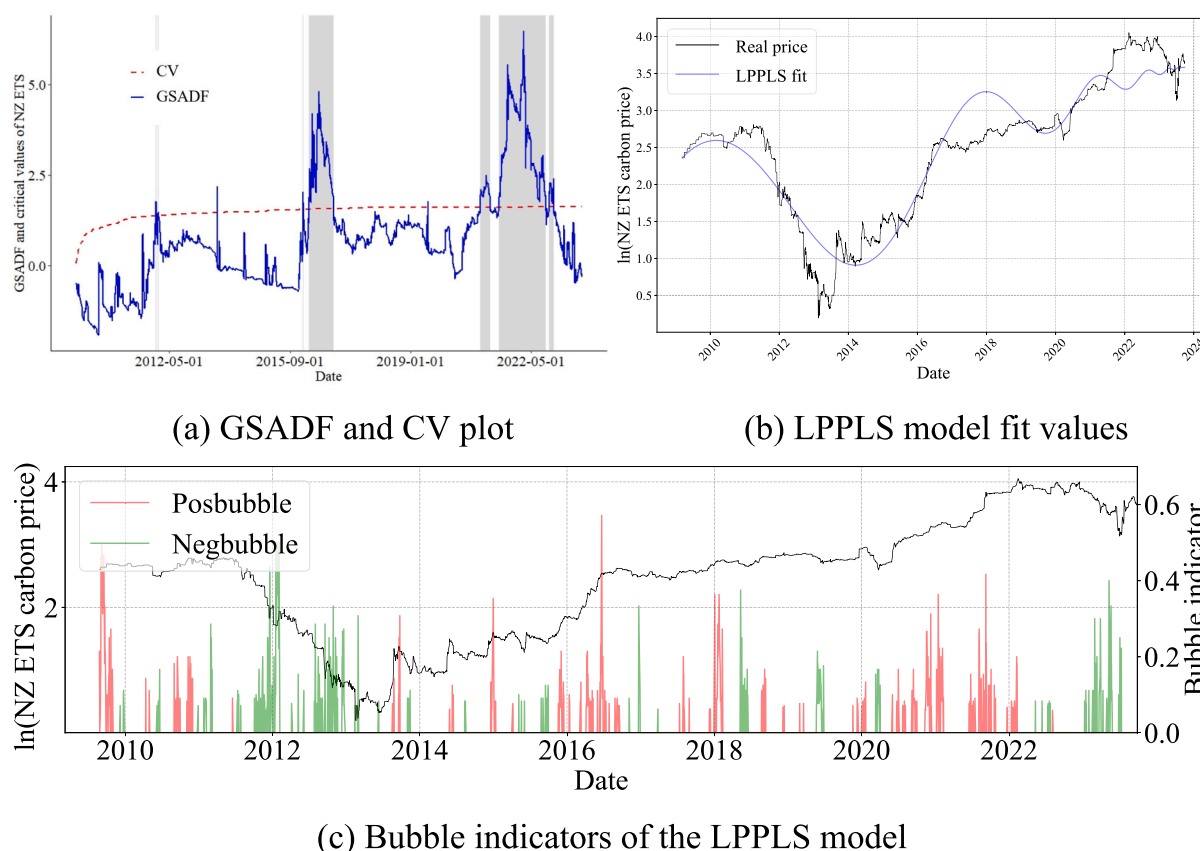 GSADF and critical values of NZ ETS
5.0
2.5
0.0
CV
GSADF
2012-05-01
2015-09-01
2019-01-01
2022-05-01
Date
(a) GSADF and CV plot
ln(NZ ETS carbon price)
4.0
3.5
3.0
2.5
2.0
1.5
1.0
0.5
Real price
LPPLS fit
2010
2012
2014
2016
2018
2020
2022
Date
(b) LPPLS model fit values
ln(NZ ETS carbon price)
4
2
Posbubble
Negbubble
0.6
0.4
0.2
0.0
Bubble indicator
2010
2012
2014
2016
2018
2020
2022
Date
(c) Bubble indicators of the LPPLS model